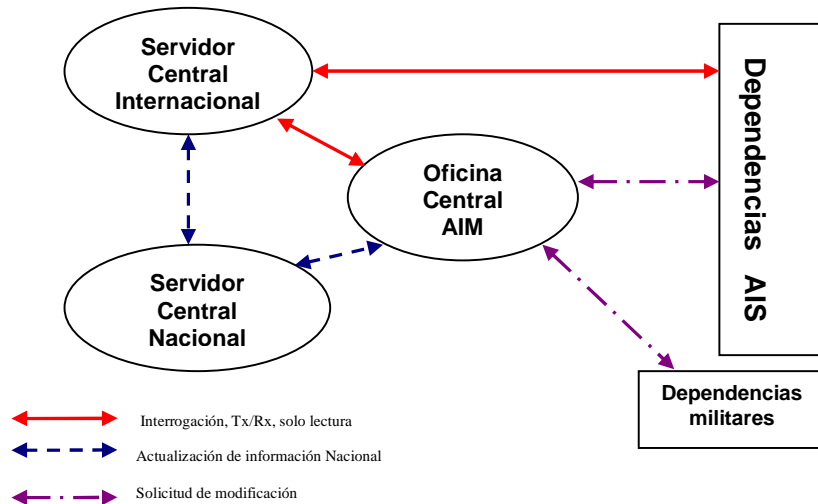 Servidor
Central
Internacional
Dependencias AIS
Oficina
Central
AIM
Servidor
Central
Nacional
Dependencias
militares
Interrogación, Tx/Rx, solo lectura
Actualización de información Nacional
Solicitud de modificación